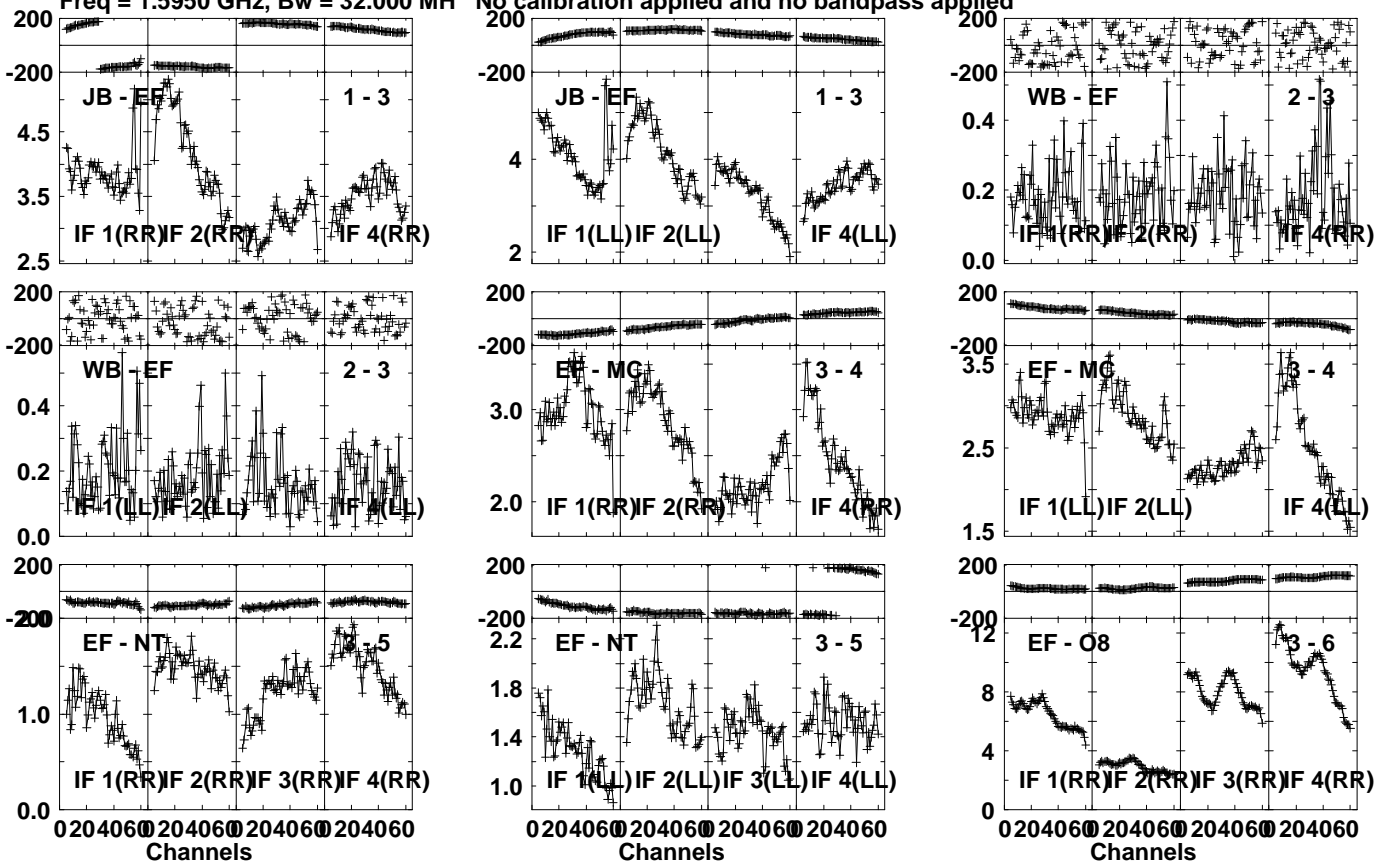 Freq = 1.5950 GHz, Bw = 32.000 MH No calibration applied and no bandpass applied
200
-200
JB - EF 1 - 3
4.5
3.5
2.5
IF 1(RR) IF 2(RR) IF 4(RR)
200
-200
JB - EF 1 - 3
4
2
IF 1(LL) IF 2(LL) IF 4(LL)
200
-200
WB - EF 2 - 3
0.4
0.2
0.0
IF 1(RR) IF 2(RR) IF 4(RR)
200
-200
WB - EF 2 - 3
0.4
0.2
0.0
IF 1(LL) IF 2(LL) IF 4(LL)
200
-200
EF - MC 3 - 4
3.0
2.0
IF 1(RR) IF 2(RR) IF 4(RR)
200
-200
3.5
EF - MC 3 - 4
2.5
1.5
IF 1(LL) IF 2(LL) IF 4(LL)
200
-200
2.0
EF - NT 3 - 5
1.0
0.0
IF 1(RR) IF 2(RR) IF 3(RR) IF 4(RR)
0 20 40 60 0 20 40 60 0 20 40 60 0 20 40 60
Channels
200
-200
2.2
EF - NT 3 - 5
1.8
1.4
1.0
IF 1(LL) IF 2(LL) IF 3(LL) IF 4(LL)
0 20 40 60 0 20 40 60 0 20 40 60 0 20 40 60
Channels
200
-200
12
EF - O8 3 - 6
8
4
0
IF 1(RR) IF 2(RR) IF 3(RR) IF 4(RR)
0 20 40 60 0 20 40 60 0 20 40 60 0 20 40 60
Channels